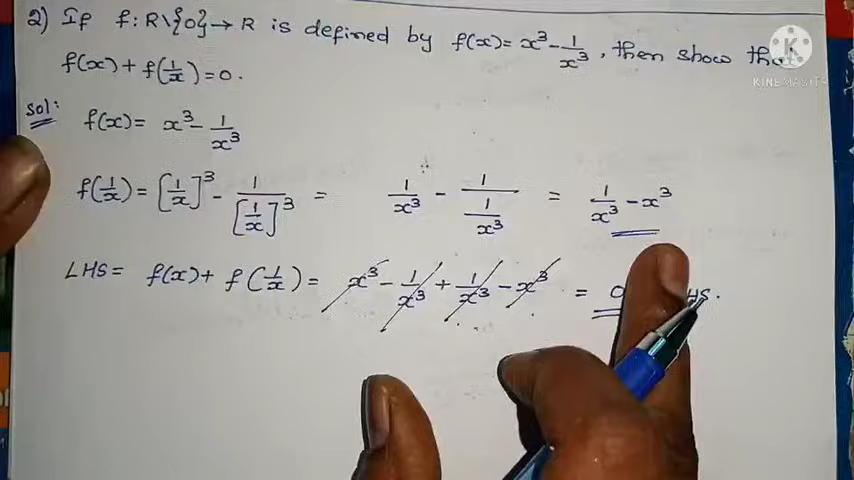 2) If f: R\{0} → R is defined by f(x) = x³ - 1/x³, then show that
f(x) + f(1/x) = 0.
Sol: f(x) = x³ - 1/x³
f(1/x) = [1/x]³ - 1/[1/x]³ = 1/x³ - 1/(1/x³) = 1/x³ - x³
LHS = f(x) + f(1/x) = x³ - 1/x³ + 1/x³ - x³ = 0
KINEMASTER